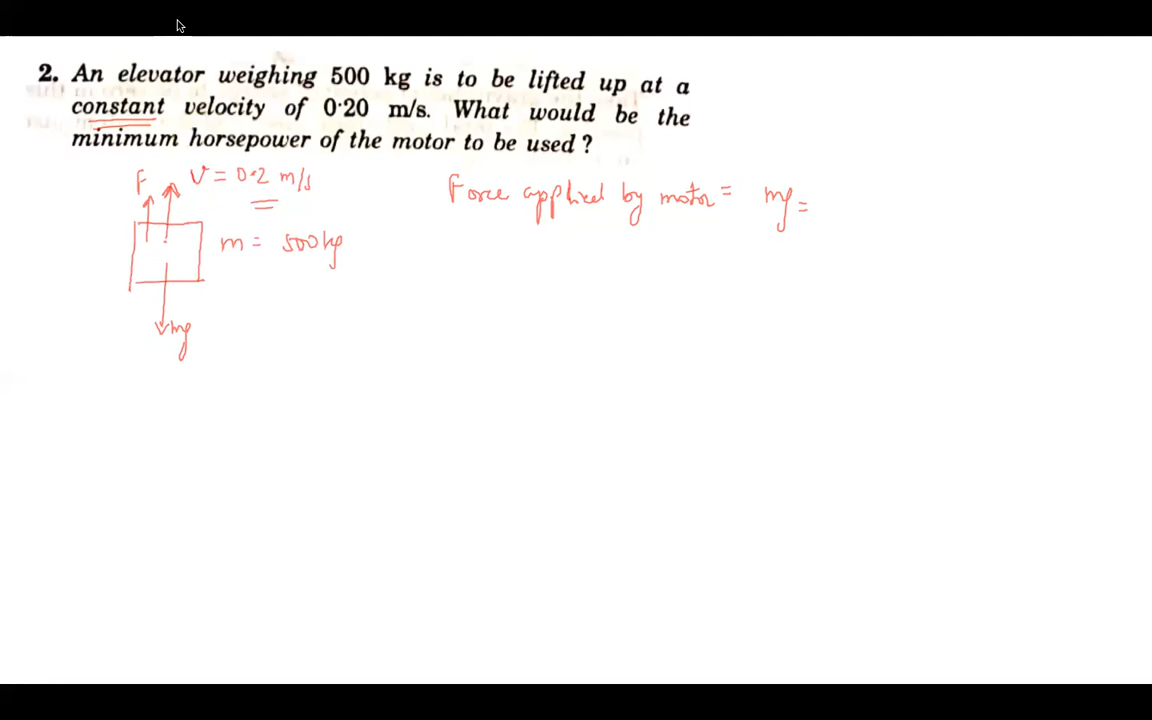 2. An elevator weighing 500 kg is to be lifted up at a
constant velocity of 0·20 m/s. What would be the
minimum horsepower of the motor to be used ?
F V = 0.2 m/s
Force applied by motor = mg =
m = 500 kg
mg